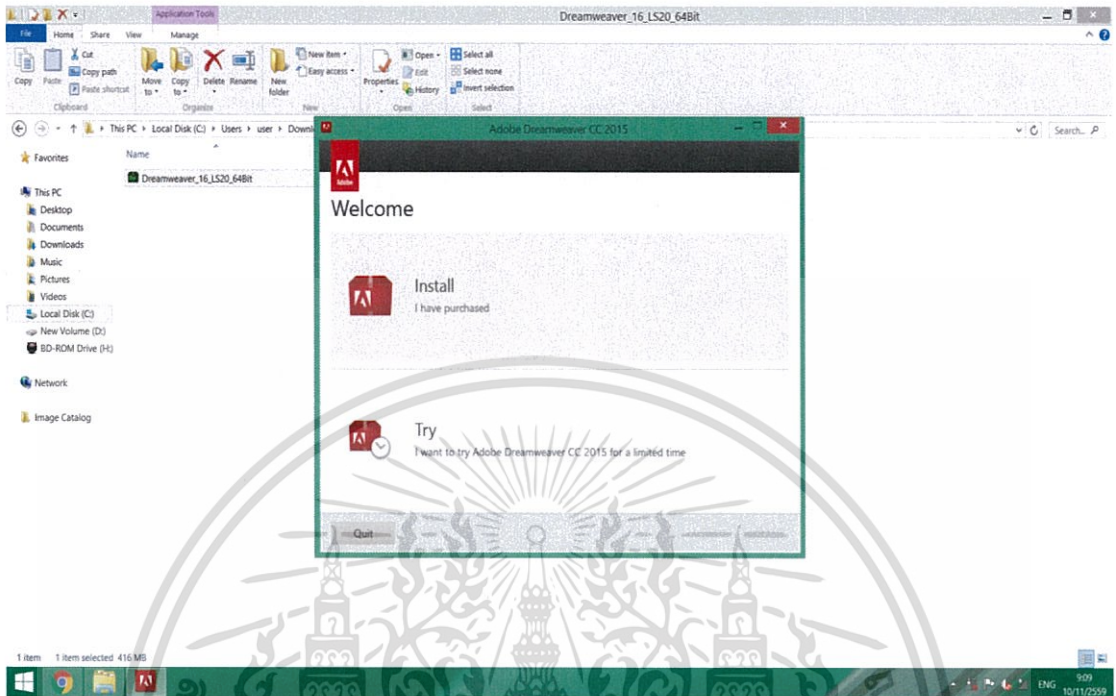 Application Tools
Dreamweaver_16_LS20_64Bit
File Home Share View Manage
Copy
Paste
Cut
Copy path
Paste shortcut
Clipboard
Move to
Copy to
Delete
Rename
Organize
New folder
New item
Easy access
New
Properties
Open
Edit
History
Open
Select all
Select none
Invert selection
Select
This PC Local Disk (C:) Users user Downl
Search...
Favorites
This PC
Desktop
Documents
Downloads
Music
Pictures
Videos
Local Disk (C:)
New Volume (D:)
BD-ROM Drive (H:)
Network
Image Catalog
Name
Dreamweaver_16_LS20_64Bit
Adobe Dreamweaver CC 2015
Adobe
Welcome
Install
I have purchased
Try
I want to try Adobe Dreamweaver CC 2015 for a limited time
Quit
1 item 1 item selected 416 MB
ENG
9:09
10/11/2559